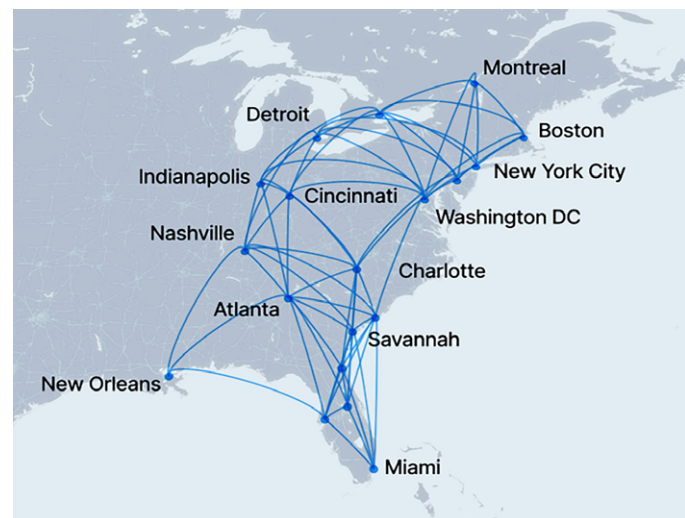 Montreal
Detroit
Boston
Indianapolis
New York City
Cincinnati
Washington DC
Nashville
Charlotte
Atlanta
Savannah
New Orleans
Miami